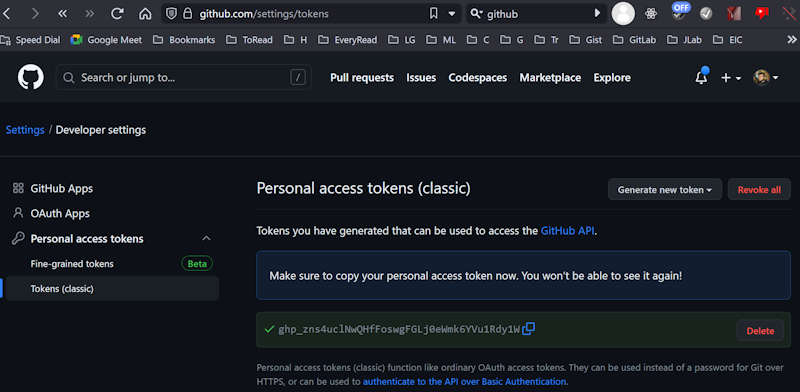 github.com/settings/tokens
github
OFF
Speed Dial Google Meet Bookmarks ToRead H EveryRead LG ML C G Tr Gist GitLab JLab EIC
Search or jump to... / Pull requests Issues Codespaces Marketplace Explore
Settings / Developer settings
GitHub Apps
OAuth Apps
Personal access tokens
Fine-grained tokens Beta
Tokens (classic)
Personal access tokens (classic) Generate new token Revoke all
Tokens you have generated that can be used to access the GitHub API.
Make sure to copy your personal access token now. You won't be able to see it again!
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 Delete
Personal access tokens (classic) function like ordinary OAuth access tokens. They can be used instead of a password for Git over
HTTPS, or can be used to authenticate to the API over Basic Authentication.